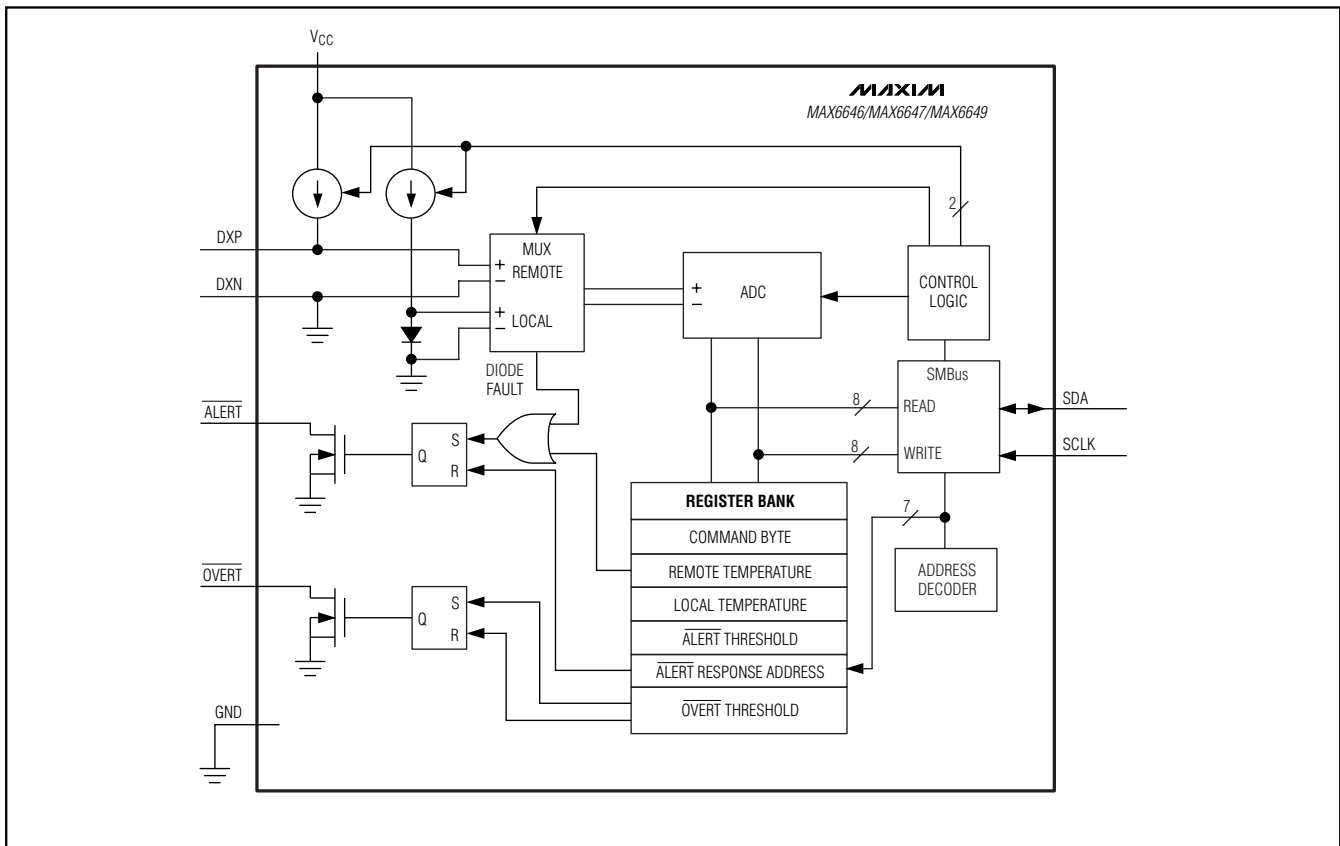 VCC
MAXIM
MAX6646/MAX6647/MAX6649
2
DXP
MUX
+
REMOTE
−
DXN
+
LOCAL
−
+
−
ADC
CONTROL
LOGIC
DIODE
FAULT
SMBus
8
READ
SDA
8
WRITE
SCLK
ALERT
S
Q
R
REGISTER BANK
COMMAND BYTE
REMOTE TEMPERATURE
LOCAL TEMPERATURE
ALERT THRESHOLD
ALERT RESPONSE ADDRESS
OVERT THRESHOLD
7
ADDRESS
DECODER
OVERT
S
Q
R
GND